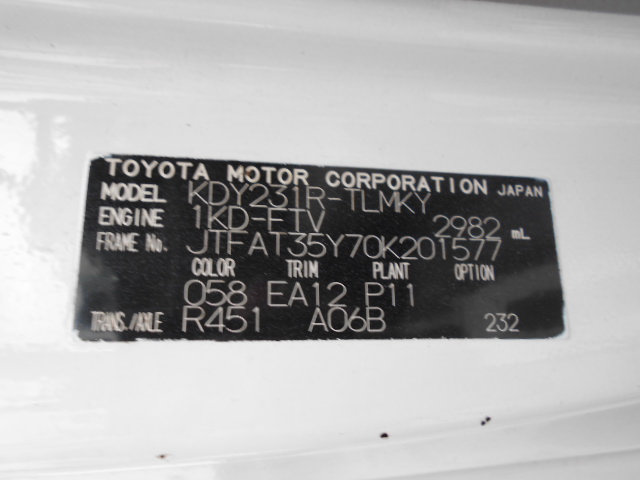 TOYOTA MOTOR CORPORATION JAPAN
MODEL KDY231R-TLMKY
ENGINE 1KD-FTV 2982 mL
FRAME No. JTFAT35Y70K201577
COLOR TRIM PLANT OPTION
058 EA12 P11
TRANS./AXLE R451 A06B 232